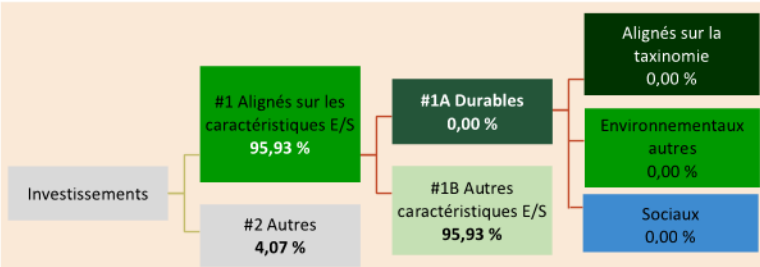 Investissements
#1 Alignés sur les
caractéristiques E/S
95,93 %
#2 Autres
4,07 %
#1A Durables
0,00 %
#1B Autres
caractéristiques E/S
95,93 %
Alignés sur la
taxinomie
0,00 %
Environnementaux
autres
0,00 %
Sociaux
0,00 %